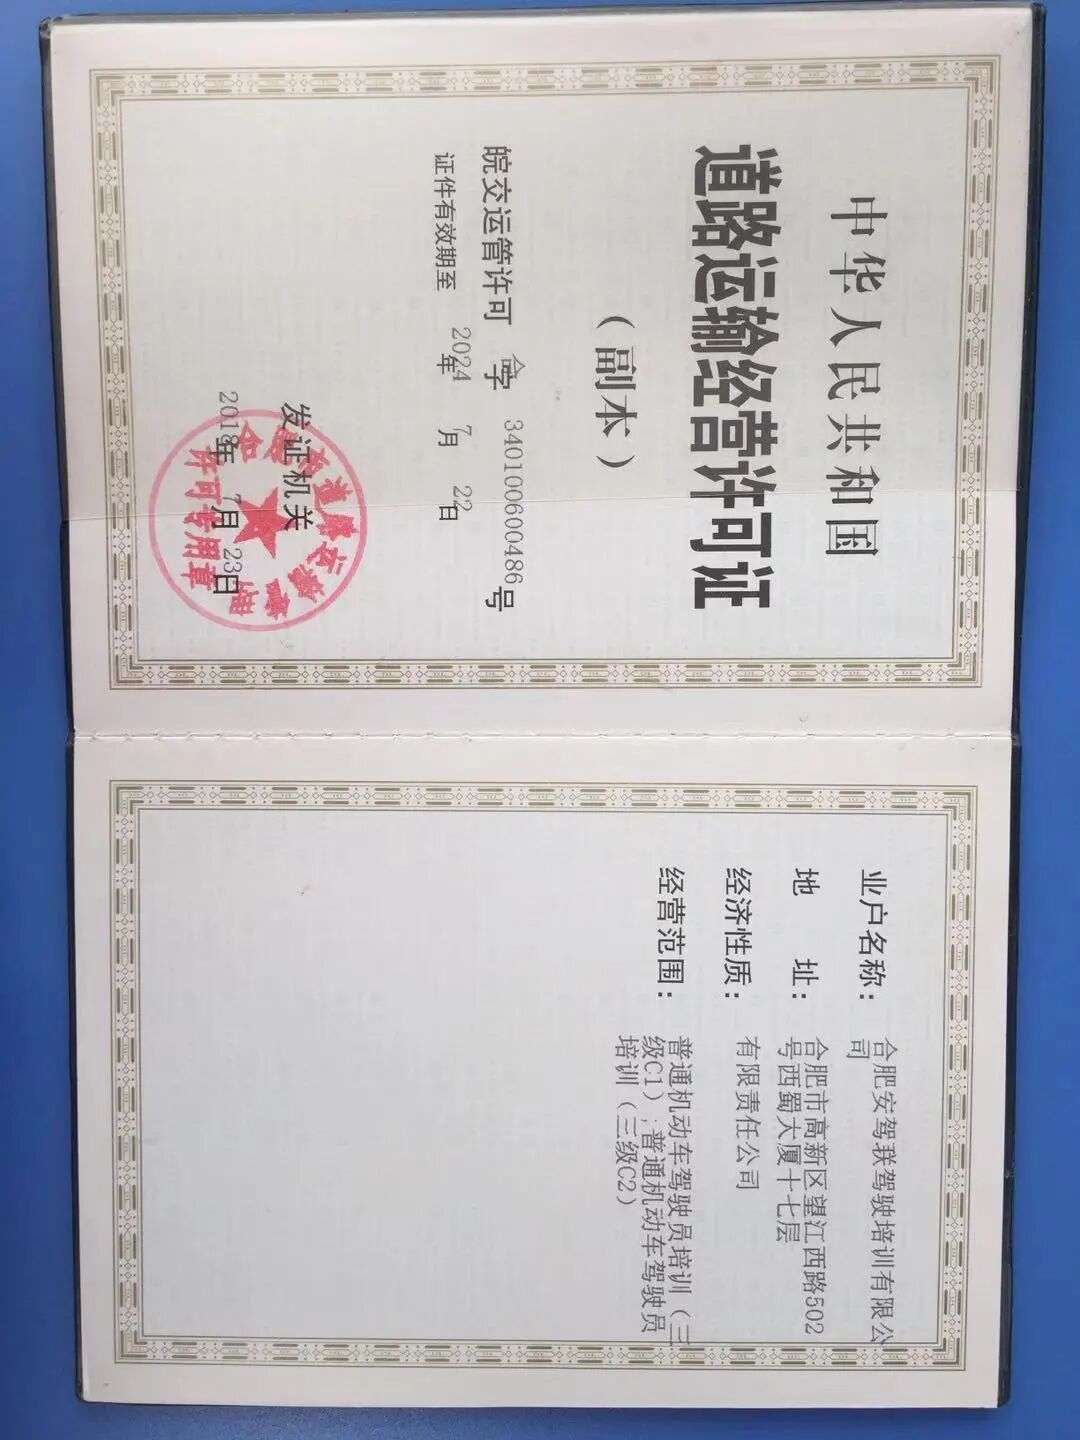 中华人民共和国
道路运输经营许可证
（副本）
皖交运管许可 合字 340100600486号
证件有效期至 2024年 7月 22日
发证机关
2018年 7月 23日
许可专用章
业户名称：合肥安驾联驾驶培训有限公
司
地 址：合肥市高新区望江西路502
号西蜀大厦十七层
经济性质：有限责任公司
经营范围：普通机动车驾驶员培训（三
级C1）;普通机动车驾驶员
培训（三级C2）